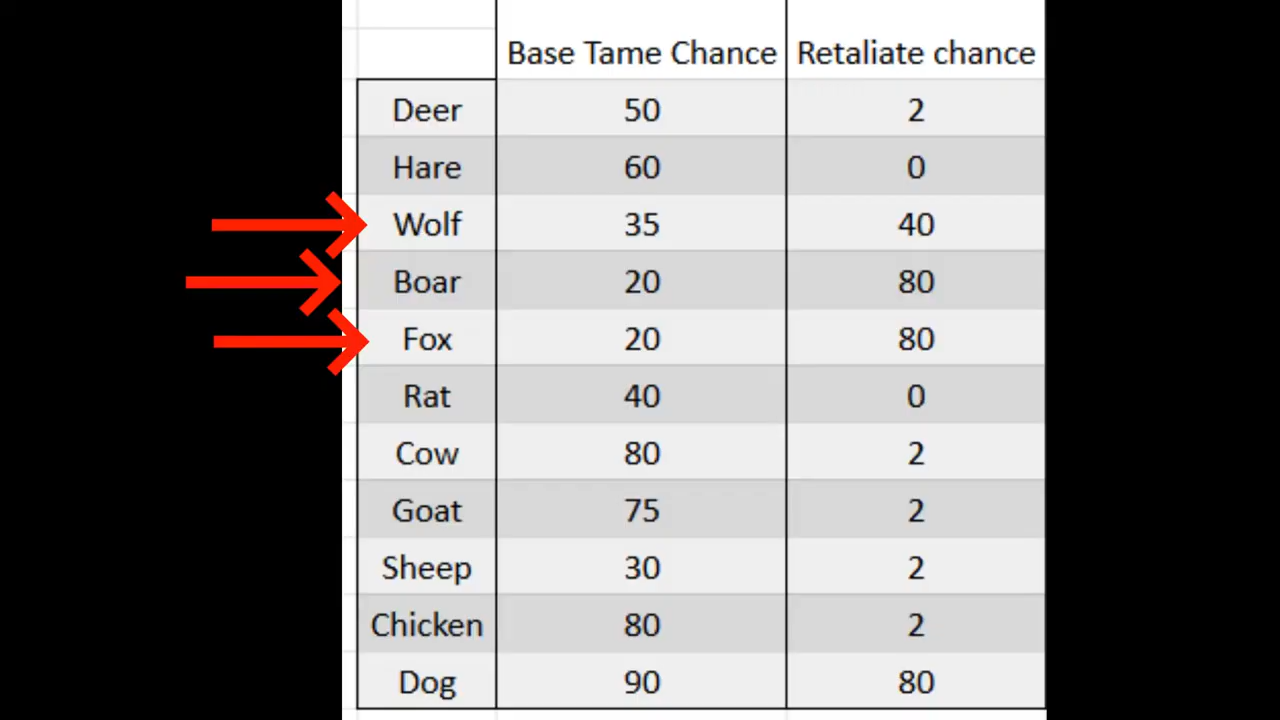 Base Tame Chance Retaliate chance
Deer 50 2
Hare 60 0
Wolf 35 40
Boar 20 80
Fox 20 80
Rat 40 0
Cow 80 2
Goat 75 2
Sheep 30 2
Chicken 80 2
Dog 90 80